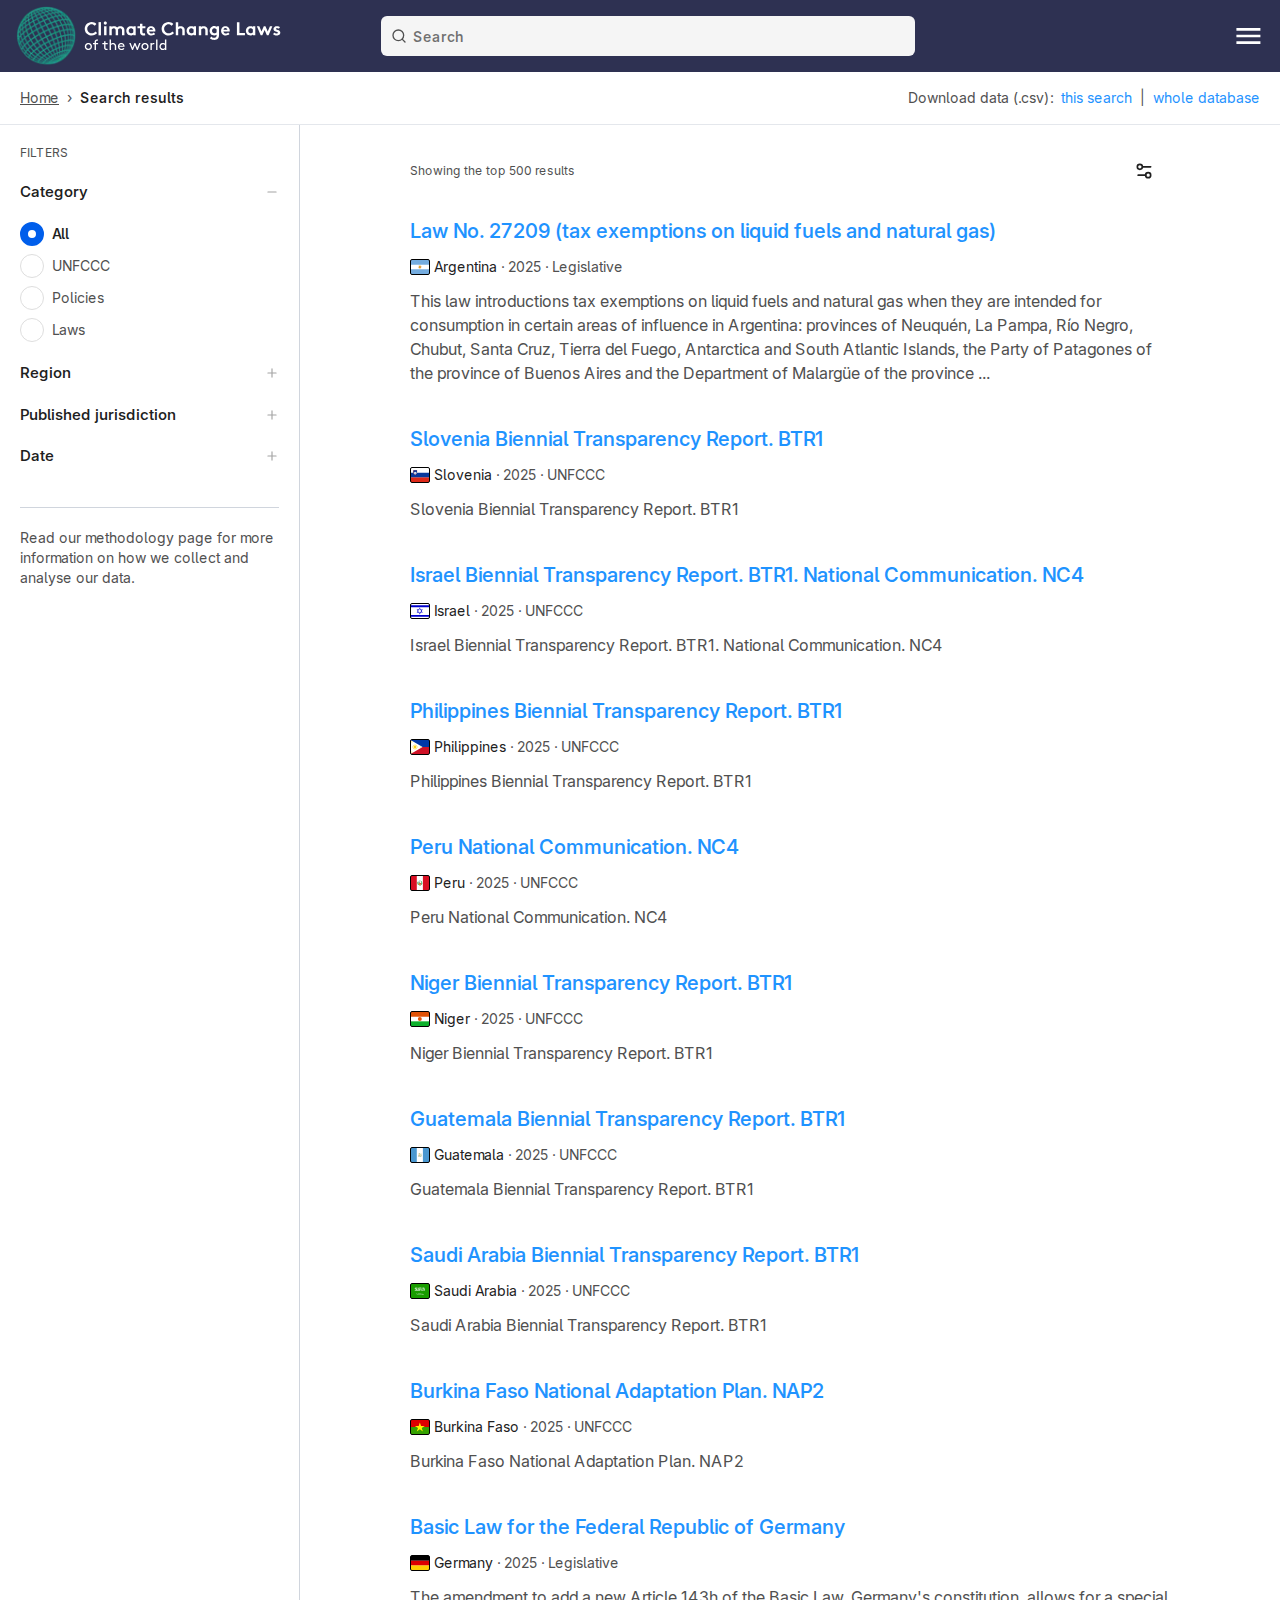 Climate Change Laws
of the world
Search
Home › Search results
Download data (.csv): this search | whole database
FILTERS
Category
All
UNFCCC
Policies
Laws
Region
Published jurisdiction
Date
Read our methodology page for more
information on how we collect and
analyse our data.
Showing the top 500 results
Law No. 27209 (tax exemptions on liquid fuels and natural gas)
Argentina · 2025 · Legislative
This law introductions tax exemptions on liquid fuels and natural gas when they are intended for
consumption in certain areas of influence in Argentina: provinces of Neuquén, La Pampa, Río Negro,
Chubut, Santa Cruz, Tierra del Fuego, Antarctica and South Atlantic Islands, the Party of Patagones of
the province of Buenos Aires and the Department of Malargüe of the province ...
Slovenia Biennial Transparency Report. BTR1
Slovenia · 2025 · UNFCCC
Slovenia Biennial Transparency Report. BTR1
Israel Biennial Transparency Report. BTR1. National Communication. NC4
Israel · 2025 · UNFCCC
Israel Biennial Transparency Report. BTR1. National Communication. NC4
Philippines Biennial Transparency Report. BTR1
Philippines · 2025 · UNFCCC
Philippines Biennial Transparency Report. BTR1
Peru National Communication. NC4
Peru · 2025 · UNFCCC
Peru National Communication. NC4
Niger Biennial Transparency Report. BTR1
Niger · 2025 · UNFCCC
Niger Biennial Transparency Report. BTR1
Guatemala Biennial Transparency Report. BTR1
Guatemala · 2025 · UNFCCC
Guatemala Biennial Transparency Report. BTR1
Saudi Arabia Biennial Transparency Report. BTR1
Saudi Arabia · 2025 · UNFCCC
Saudi Arabia Biennial Transparency Report. BTR1
Burkina Faso National Adaptation Plan. NAP2
Burkina Faso · 2025 · UNFCCC
Burkina Faso National Adaptation Plan. NAP2
Basic Law for the Federal Republic of Germany
Germany · 2025 · Legislative
The amendment to add a new Article 143h of the Basic Law, Germany's constitution, allows for a special